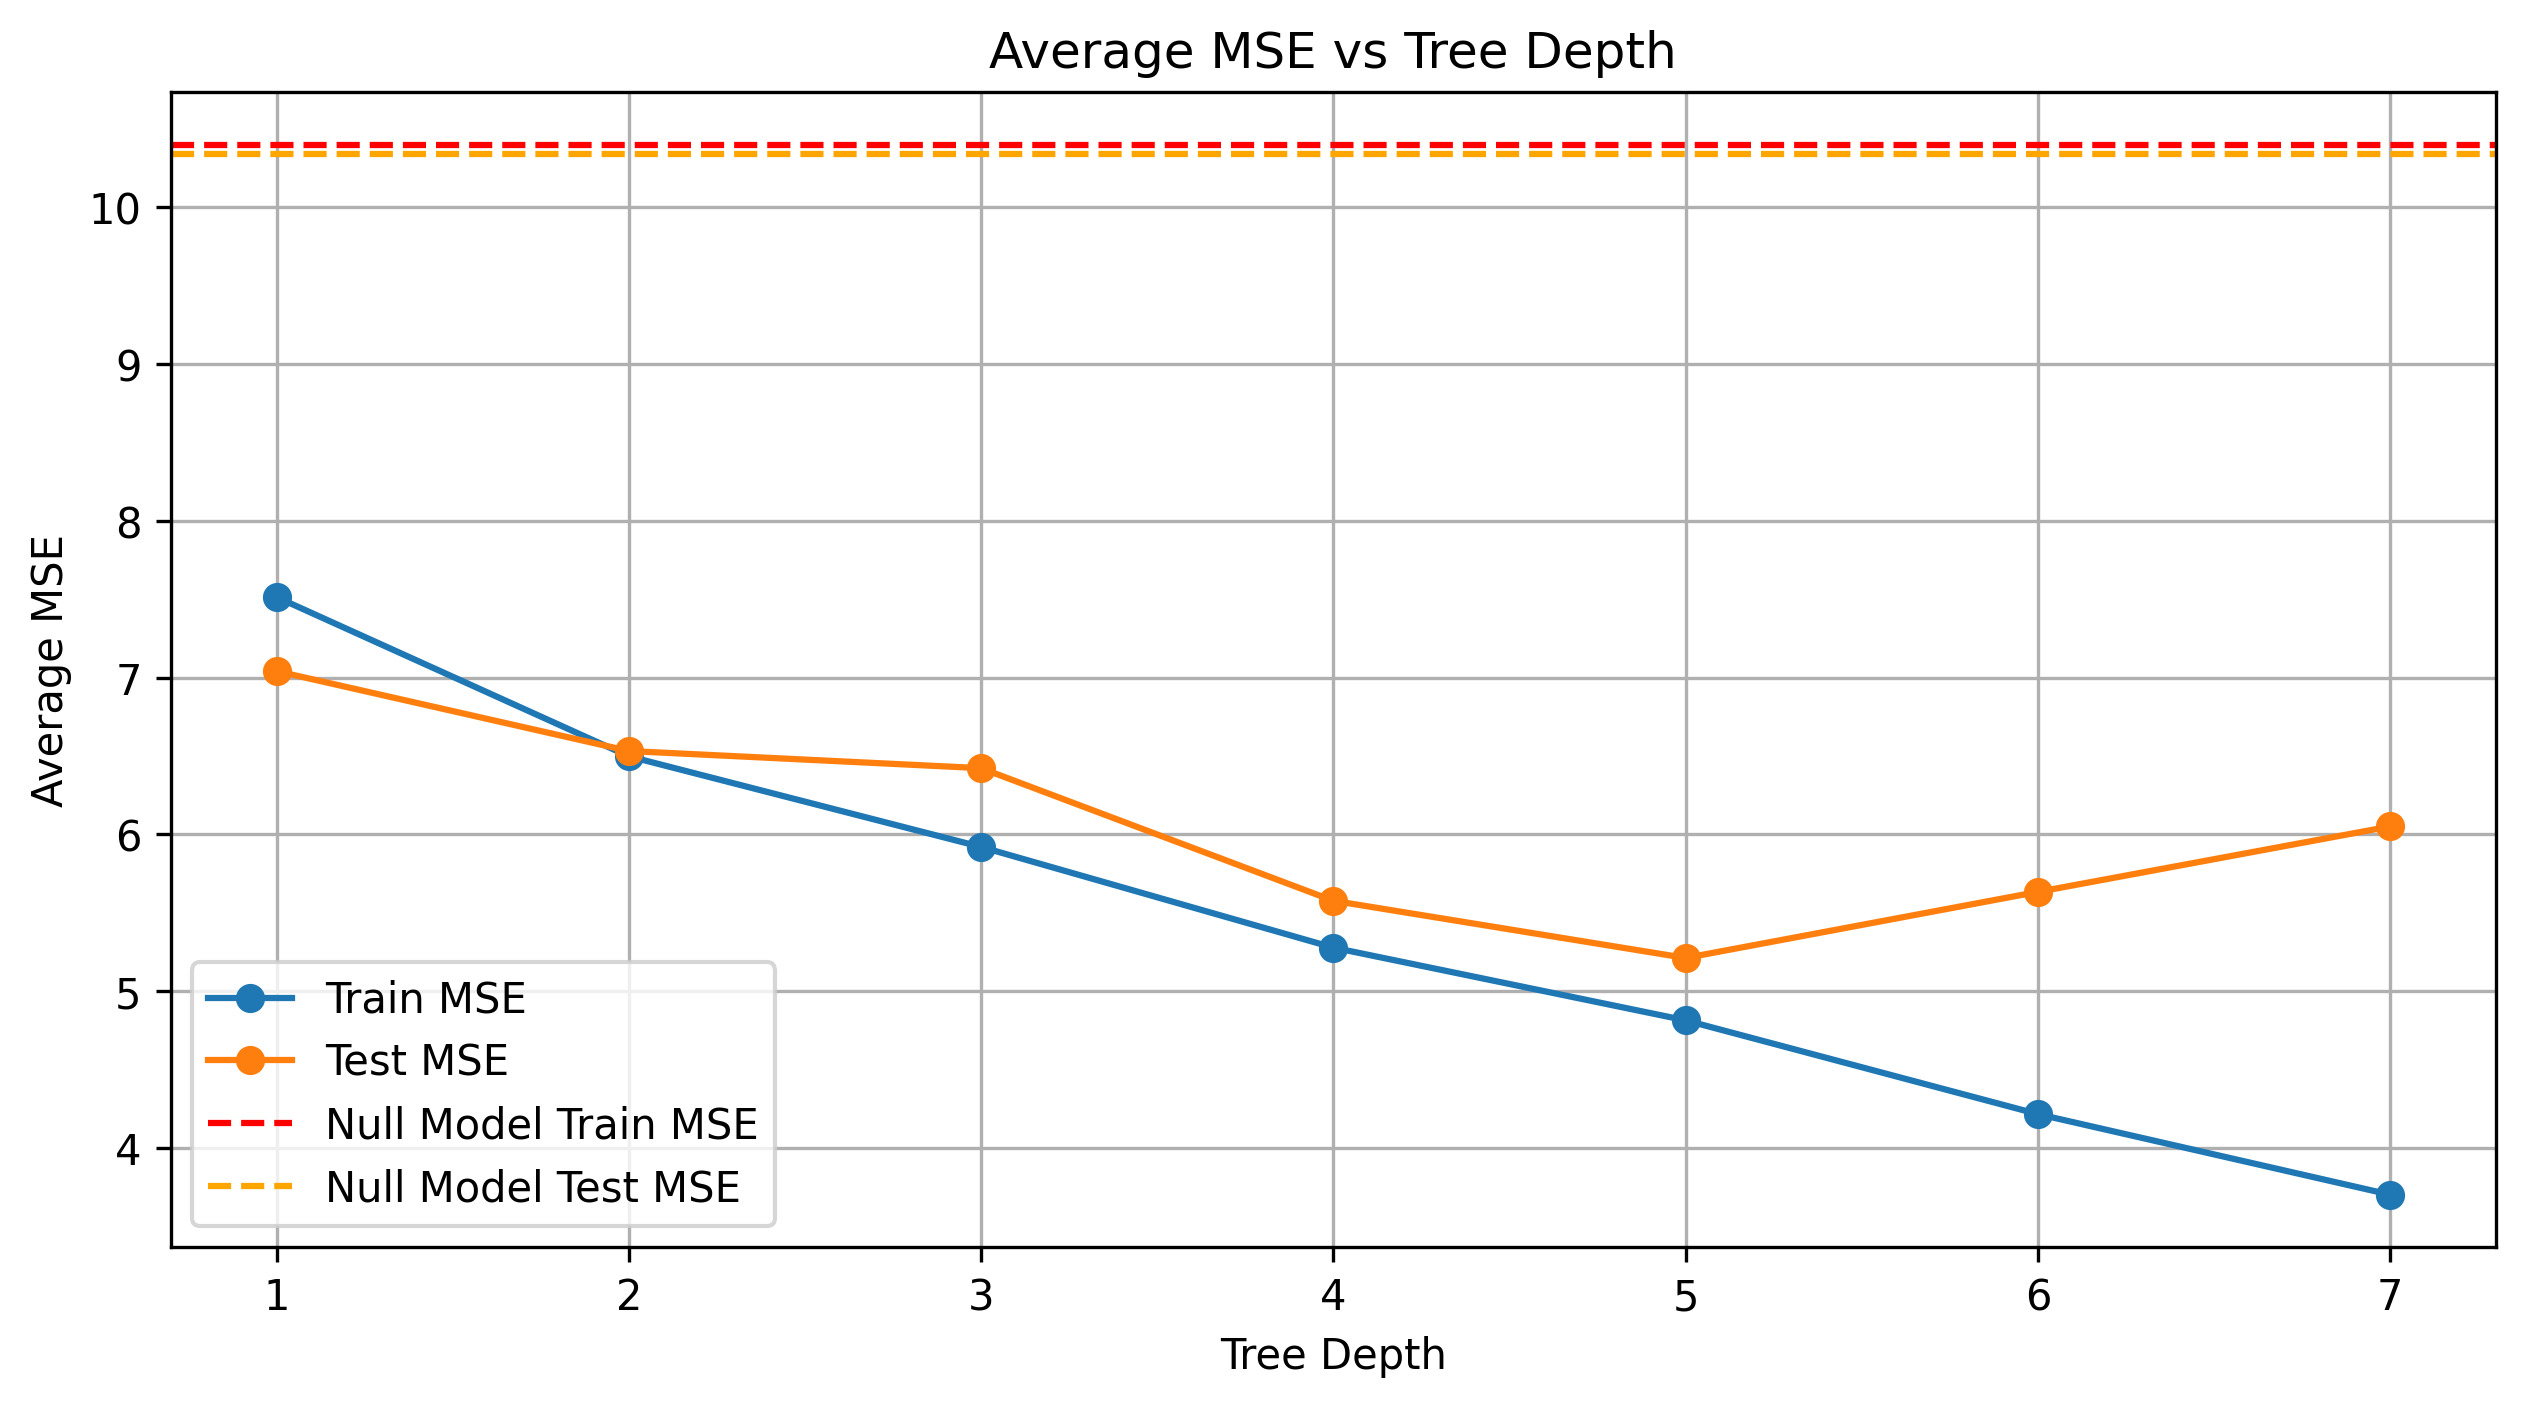 Average MSE vs Tree Depth
Average MSE
10
9
8
7
6
5
4
Train MSE
Test MSE
Null Model Train MSE
Null Model Test MSE
1 2 3 4 5 6 7
Tree Depth